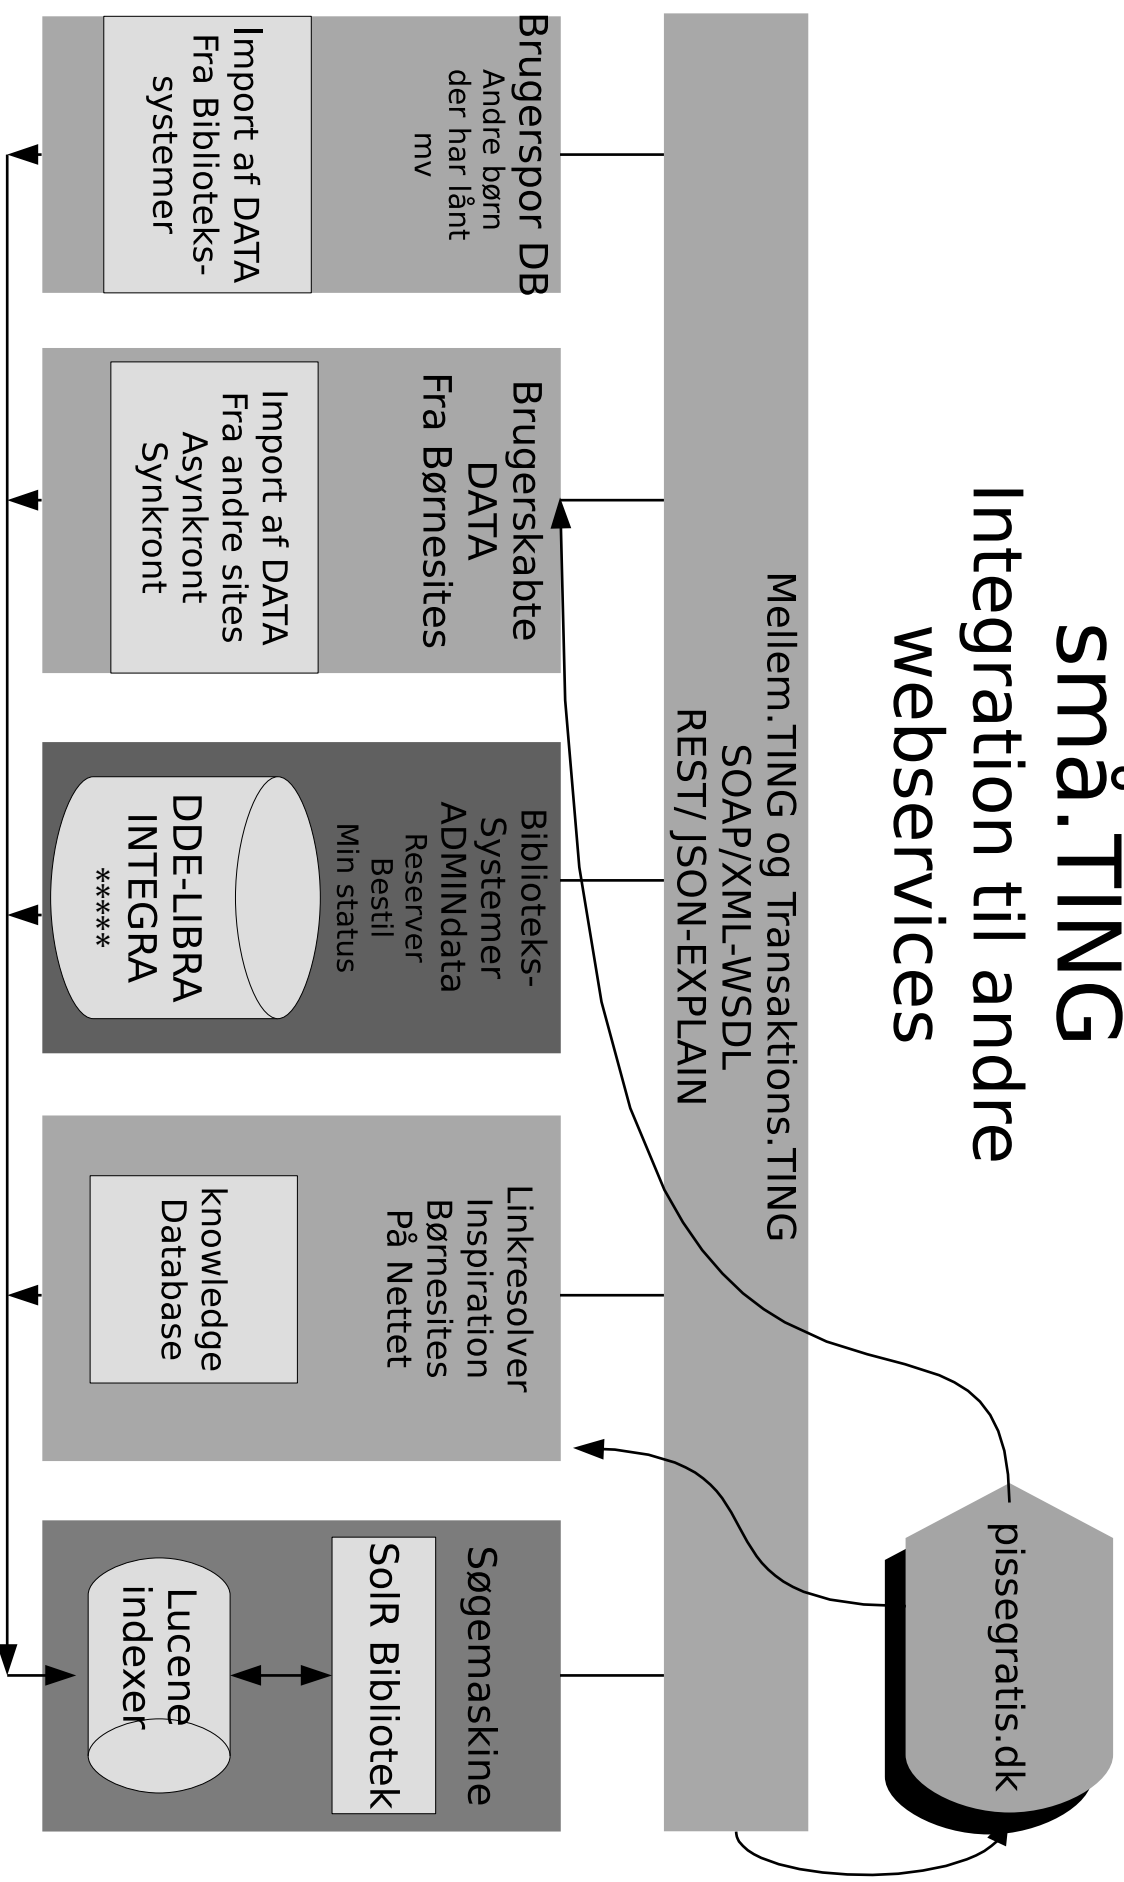 små.TING
Integration til andre
webservices
pissegratis.dk
Mellem.TING og Transaktions.TING
SOAP/XML-WSDL
REST/ JSON-EXPLAIN
Brugerspor DB
Andre børn
der har lånt
mv
Import af DATA
Fra Biblioteks-
systemer
Brugerskabte
DATA
Fra Børnesites
Import af DATA
Fra andre sites
Asynkront
Synkront
Biblioteks-
Systemer
ADMINdata
Reserver
Bestil
Min status
DDE-LIBRA
INTEGRA
*****
Linkresolver
Inspiration
Børnesites
På Nettet
knowledge
Database
Søgemaskine
SolR Bibliotek
Lucene
indexer